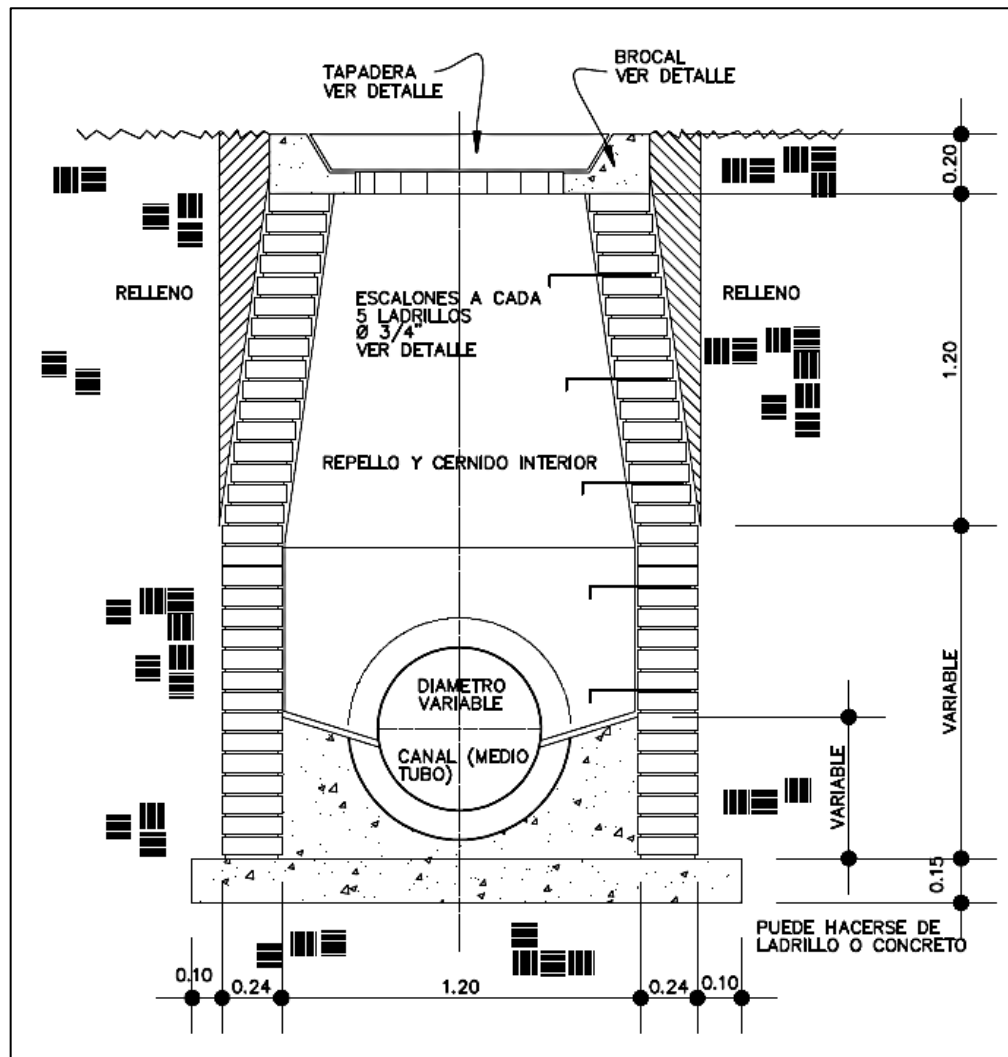 TAPADERA
VER DETALLE
BROCAL
VER DETALLE
0.20
RELLENO
ESCALONES A CADA
5 LADRILLOS
Ø 3/4"
VER DETALLE
RELLENO
1.20
REPELLO Y CERNIDO INTERIOR
DIAMETRO
VARIABLE
CANAL (MEDIO
TUBO)
VARIABLE
VARIABLE
0.15
PUEDE HACERSE DE
LADRILLO O CONCRETO
0.10
0.24
1.20
0.24
0.10